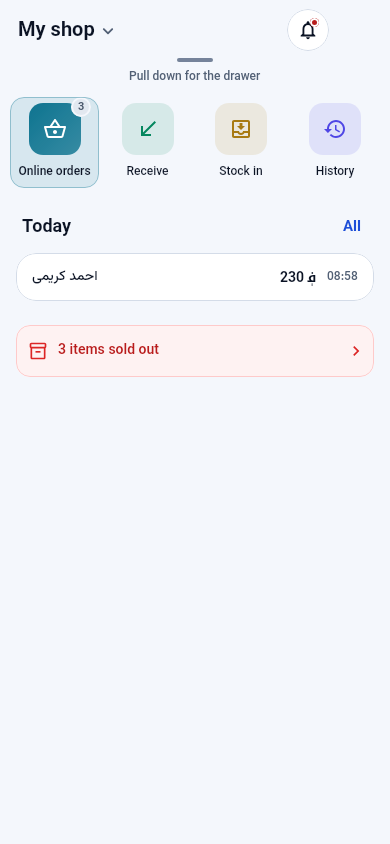 My shop
Pull down for the drawer
3
Online orders
Receive
Stock in
History
Today
All
احمد کریمی
230 ؋
08:58
3 items sold out